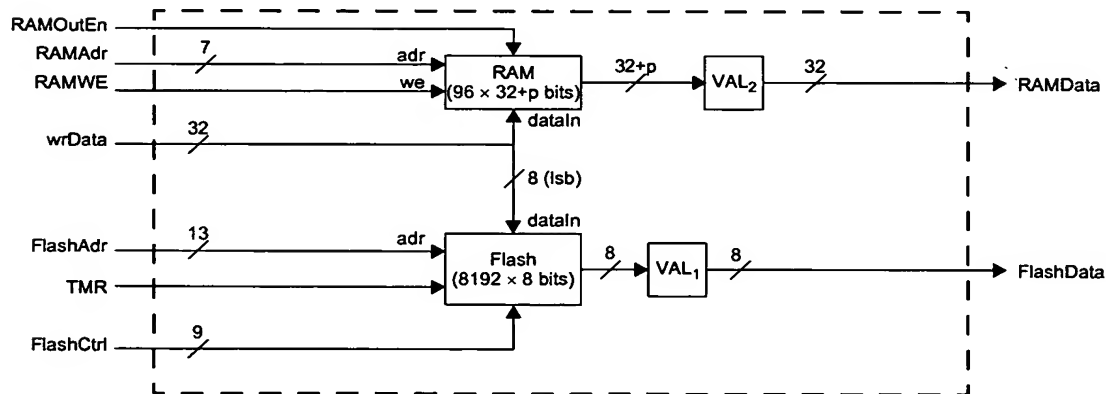 RAMOutEn
RAMAdr
7
adr
RAMWE
we
RAM
(96 × 32+p bits)
32+p
VAL2
32
RAMData
dataIn
wrData
32
8 (lsb)
dataIn
FlashAdr
13
adr
Flash
(8192 × 8 bits)
8
VAL1
8
FlashData
TMR
FlashCtrl
9